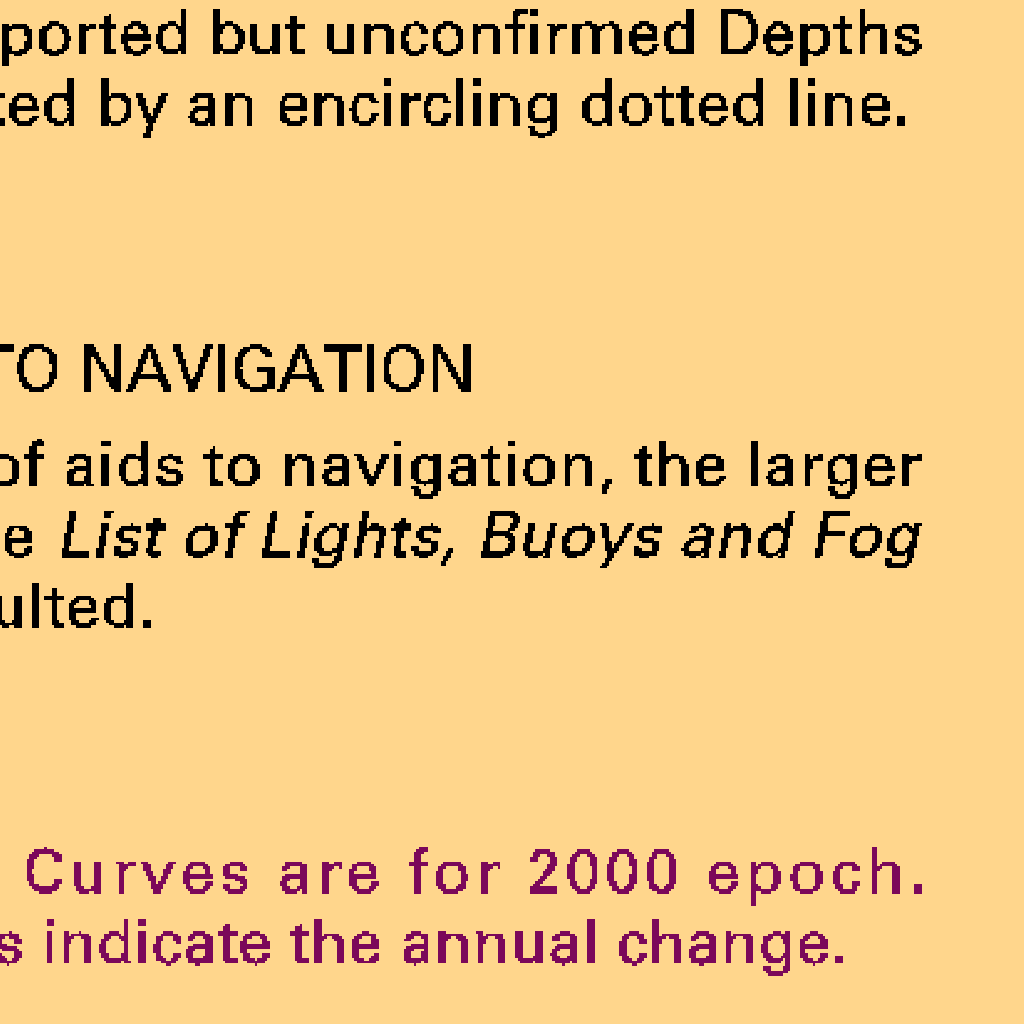 ported but unconfirmed Depths
ted by an encircling dotted line.
TO NAVIGATION
of aids to navigation, the larger
e List of Lights, Buoys and Fog
ulted.
Curves are for 2000 epoch.
s indicate the annual change.